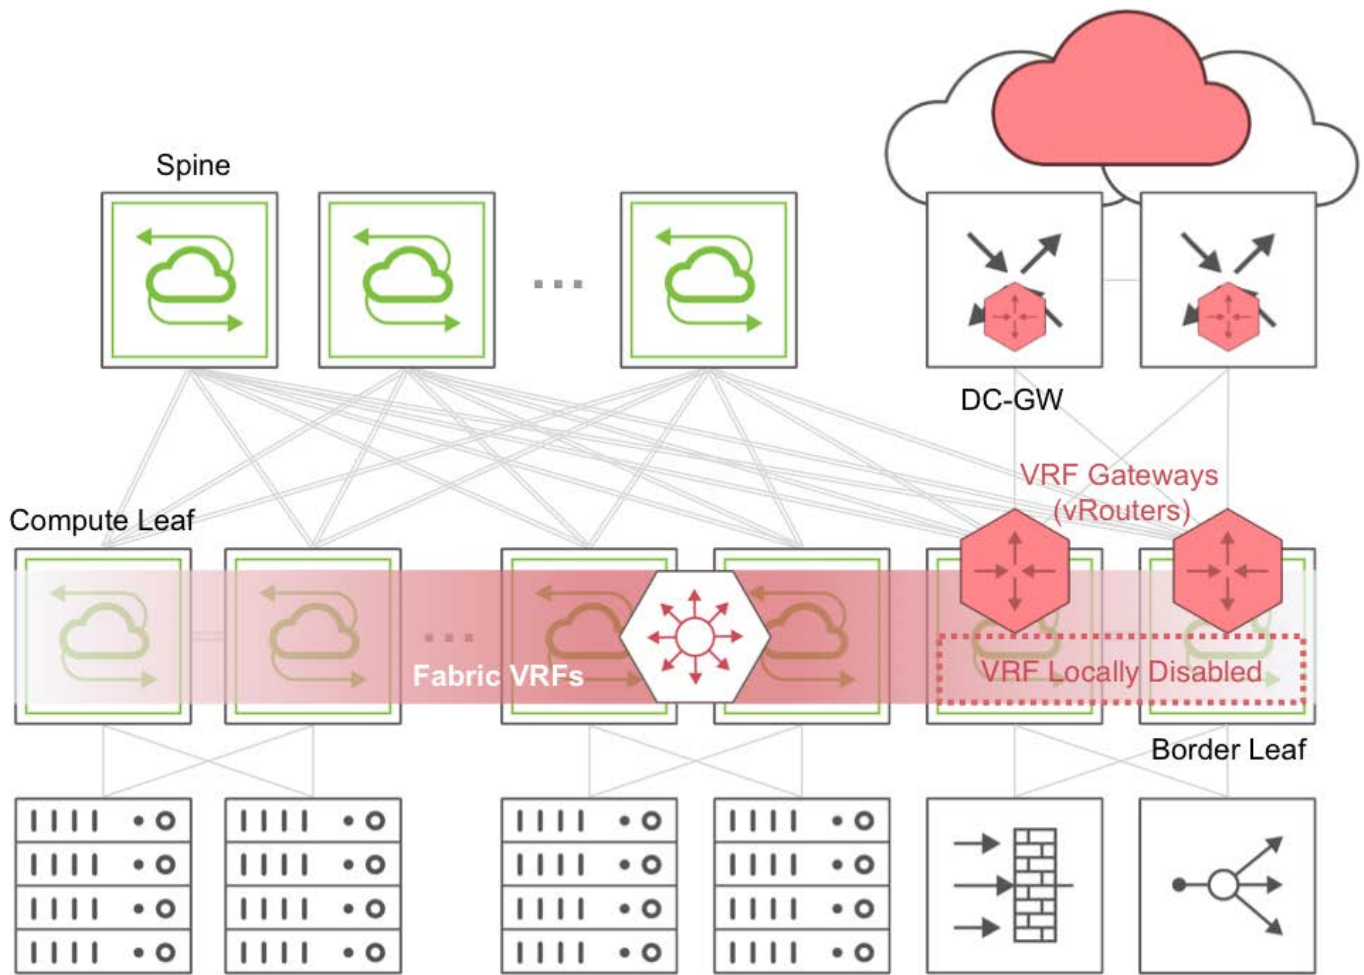 Spine
DC-GW
VRF Gateways
(vRouters)
Compute Leaf
Fabric VRFs
VRF Locally Disabled
Border Leaf